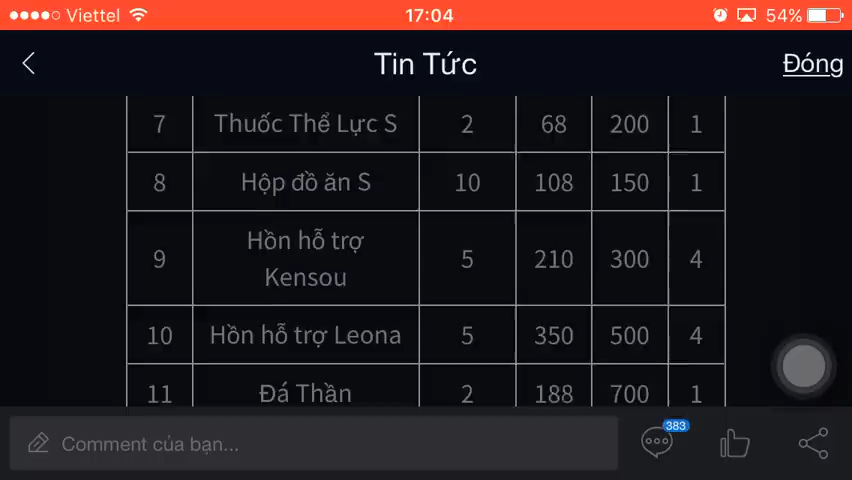 Viettel 17:04 54%
Tin Tức Đóng
7 Thuốc Thể Lực S 2 68 200 1
8 Hộp đồ ăn S 10 108 150 1
9 Hồn hỗ trợ Kensou 5 210 300 4
10 Hồn hỗ trợ Leona 5 350 500 4
11 Đá Thần 2 188 700 1
Comment của bạn... 383